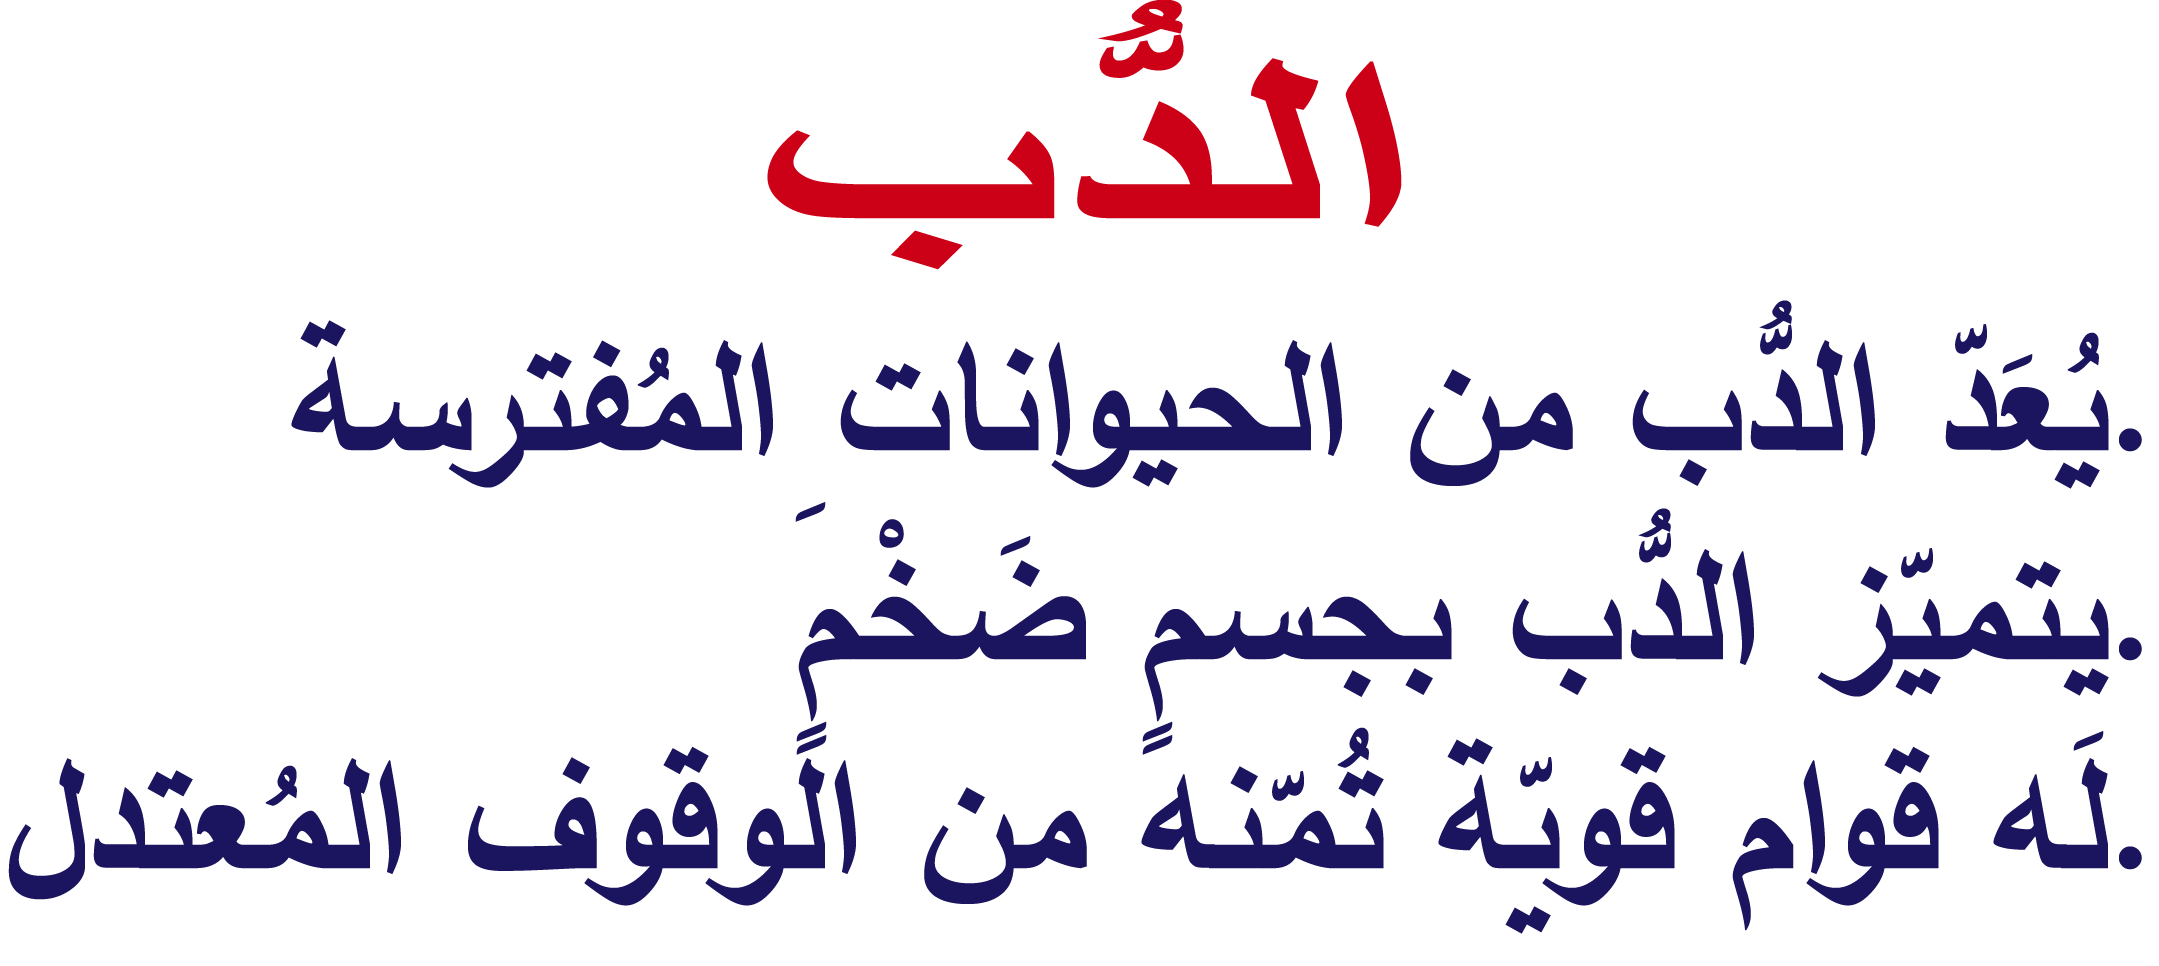 الدُّب
.يُعَدّ الدُّب من الحيوانات المُفترسة
.يتميّز الدُّب بجسمٍ ضَخْمٍَ
.لَه قوام قويّة تُمّنه من الوقوف المُعتدل